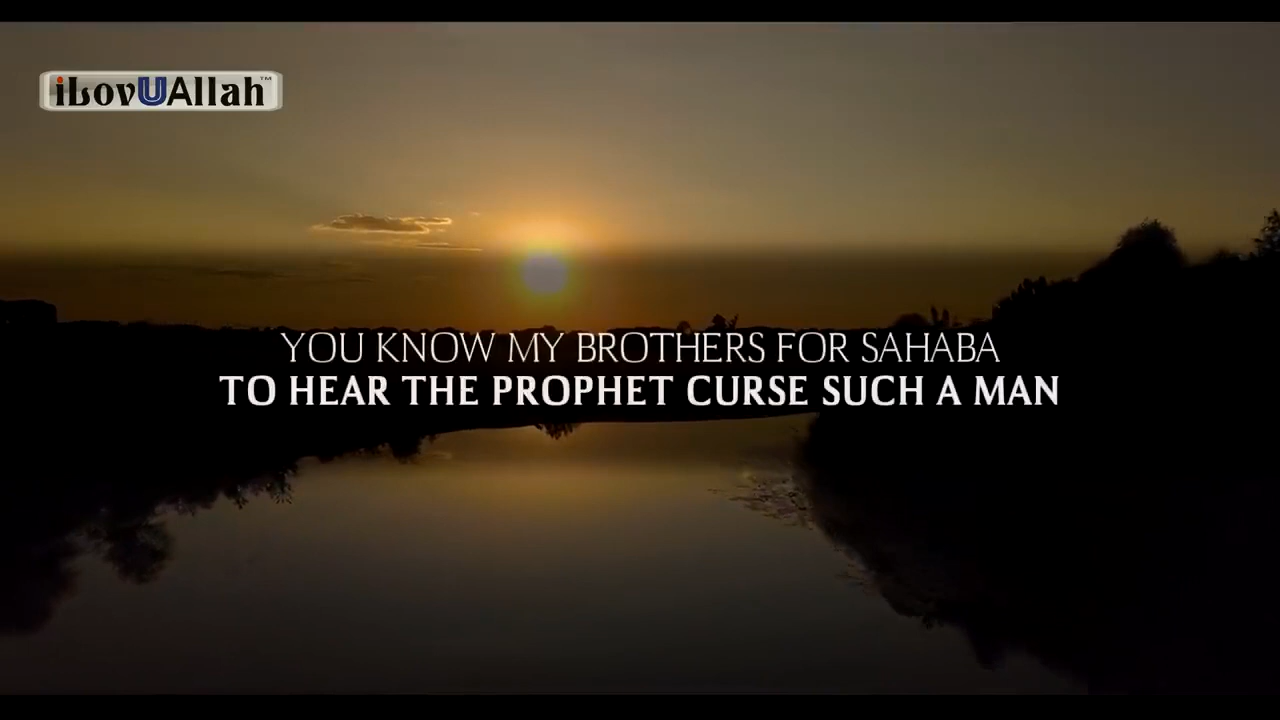 iLovUAllah™
YOU KNOW MY BROTHERS FOR SAHABA
TO HEAR THE PROPHET CURSE SUCH A MAN